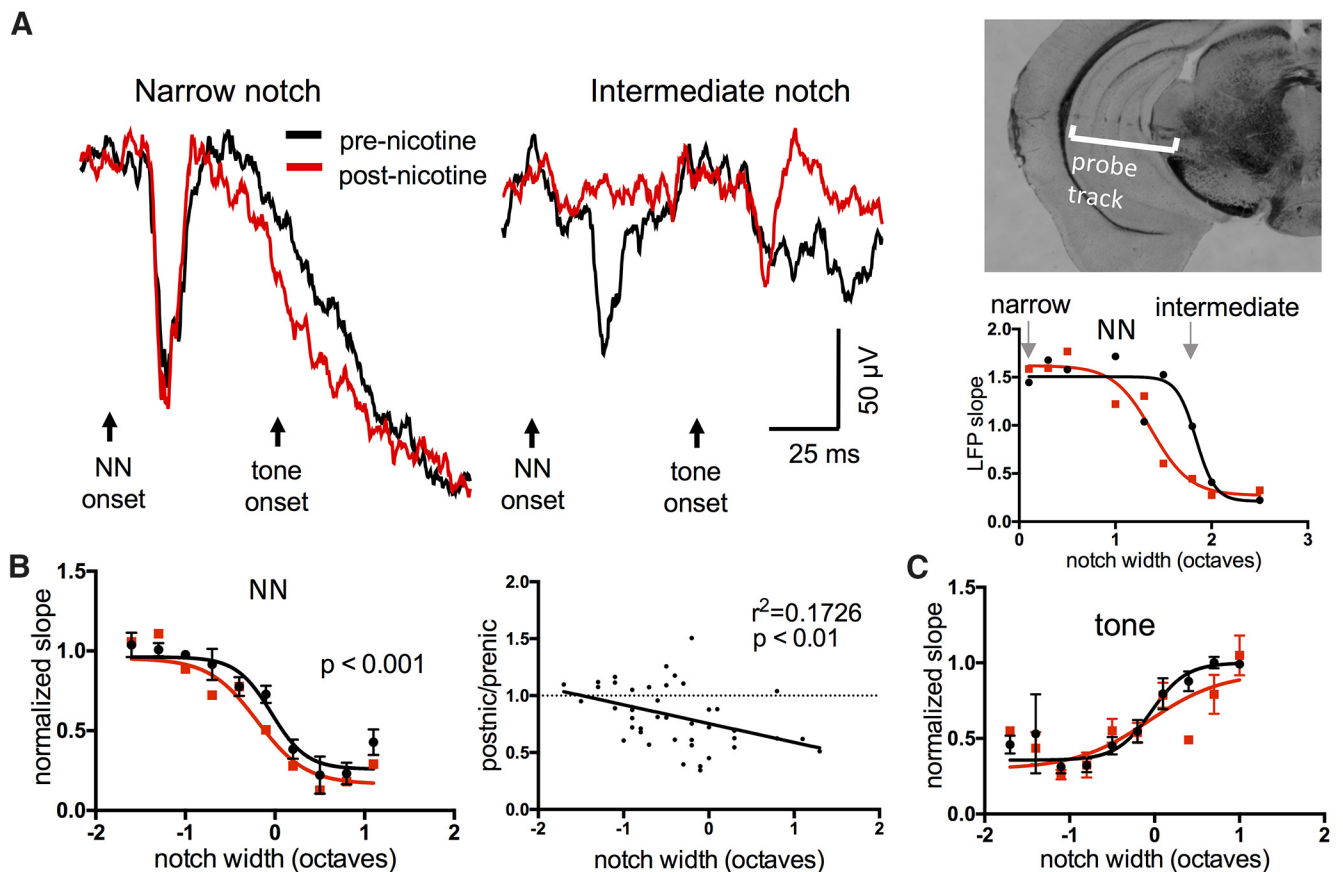 A
Narrow notch
pre-nicotine
post-nicotine
NN
onset
tone
onset
Intermediate notch
NN
onset
tone
onset
50 µV
25 ms
probe
track
narrow
NN
intermediate
2.0
1.5
1.0
0.5
0.0
LFP slope
0
1
2
3
notch width (octaves)
B
1.5
1.0
0.5
0.0
normalized slope
NN
p < 0.001
-2
-1
0
1
2
notch width (octaves)
2.0
1.5
1.0
0.5
0.0
postnic/prenic
r²=0.1726
p < 0.01
-2
-1
0
1
2
notch width (octaves)
C
1.5
1.0
0.5
0.0
normalized slope
tone
-2
-1
0
1
2
notch width (octaves)